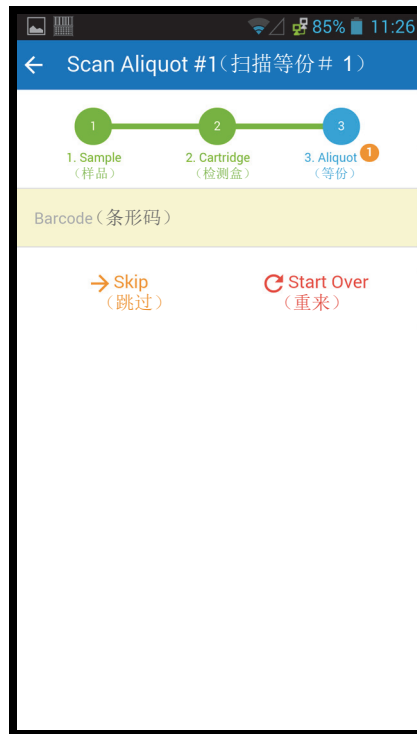 85% 11:26
Scan Aliquot #1(扫描等份# 1)
1 2 3
1. Sample 2. Cartridge 3. Aliquot 1
(样品) (检测盒) (等份)
Barcode(条形码)
Skip Start Over
(跳过) (重来)